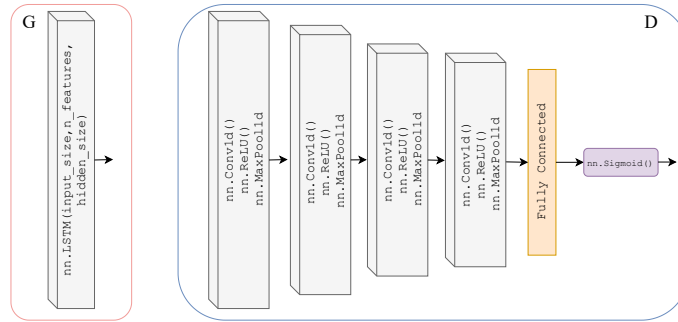 G
nn.LSTM(input_size,n_features,
hidden_size)
D
nn.Conv1d()
nn.ReLU()
nn.MaxPool1d
nn.Conv1d()
nn.ReLU()
nn.MaxPool1d
nn.Conv1d()
nn.ReLU()
nn.MaxPool1d
nn.Conv1d()
nn.ReLU()
nn.MaxPool1d
Fully Connected
nn.Sigmoid()